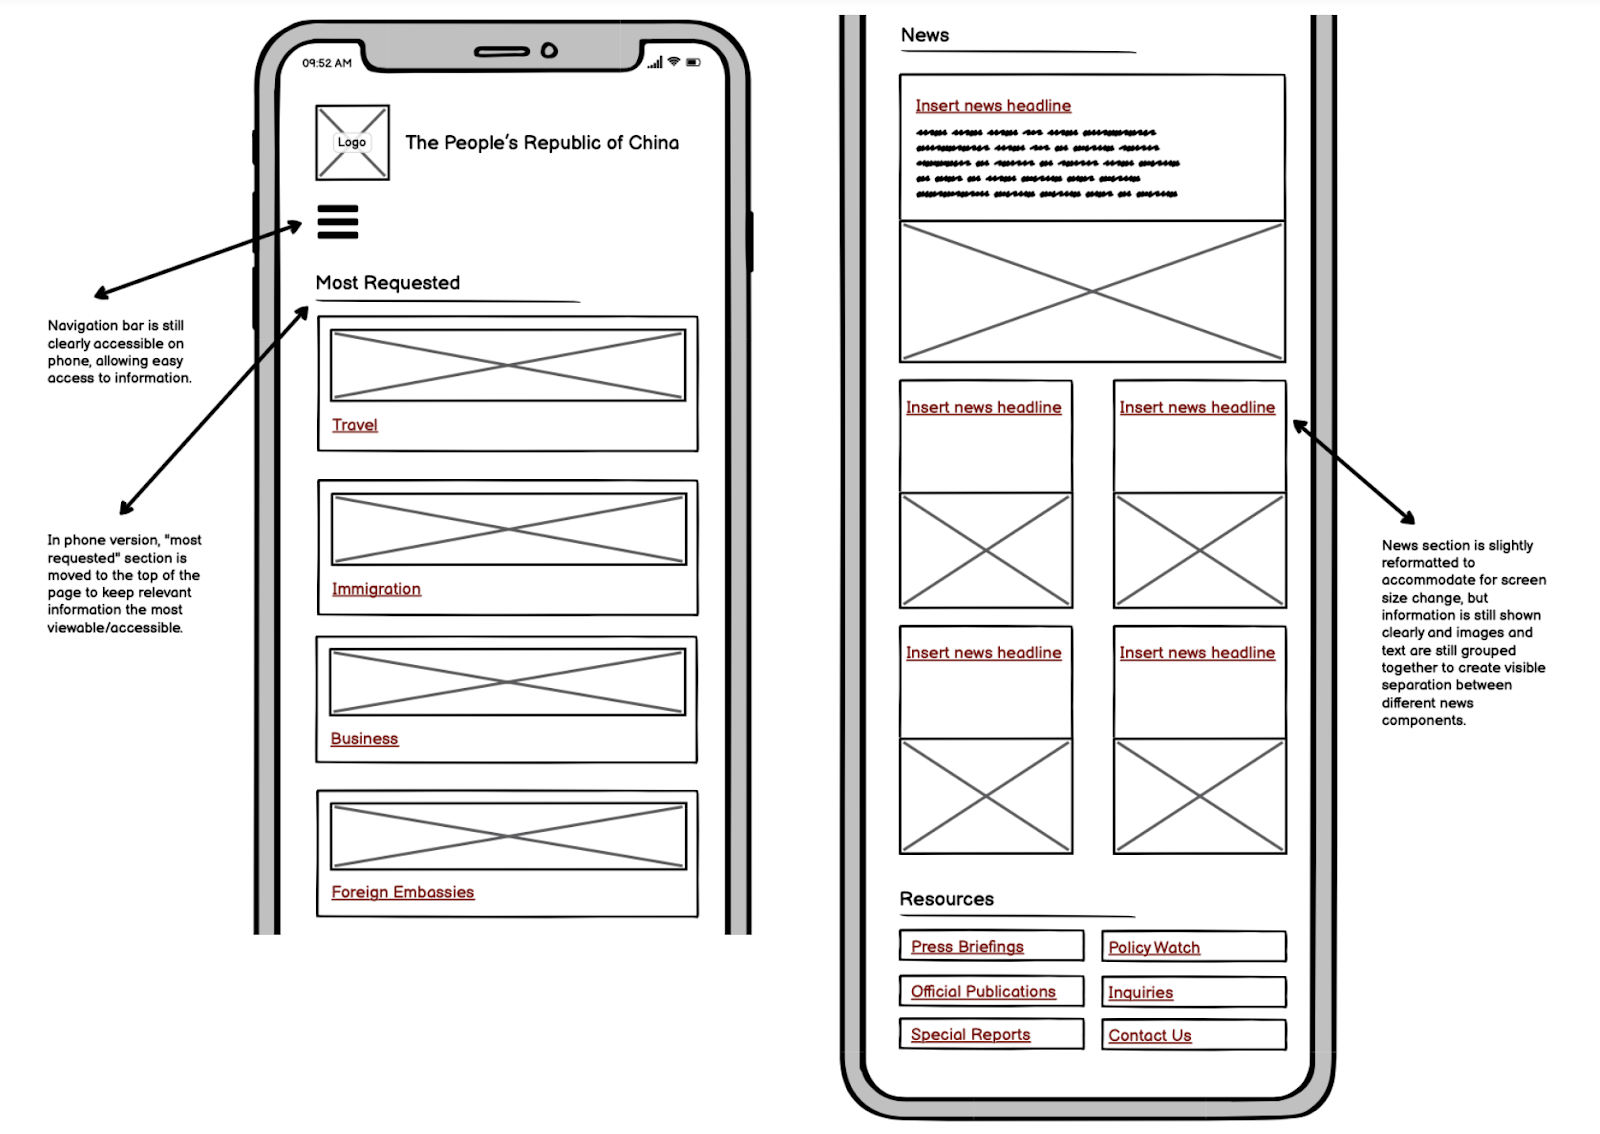 09:52 AM
Logo
The People's Republic of China
Most Requested
Travel
Immigration
Business
Foreign Embassies
Navigation bar is still
clearly accessible on
phone, allowing easy
access to information.
In phone version, "most
requested" section is
moved to the top of the
page to keep relevant
information the most
viewable/accessible.
News
Insert news headline
Insert news headline
Insert news headline
Insert news headline
Insert news headline
Resources
Press Briefings
Policy Watch
Official Publications
Inquiries
Special Reports
Contact Us
News section is slightly
reformatted to
accommodate for screen
size change, but
information is still shown
clearly and images and
text are still grouped
together to create visible
separation between
different news
components.